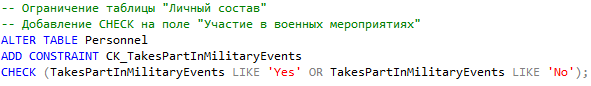 -- Ограничение таблицы "Личный состав"
-- Добавление CHECK на поле "Участие в военных мероприятиях"
ALTER TABLE Personnel
ADD CONSTRAINT CK_TakesPartInMilitaryEvents
CHECK (TakesPartInMilitaryEvents LIKE 'Yes' OR TakesPartInMilitaryEvents LIKE 'No');